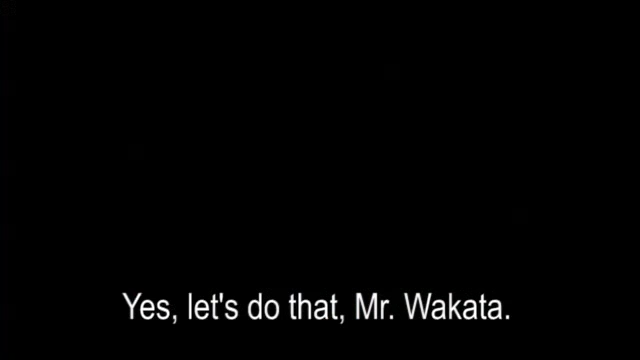 Yes, let's do that, Mr. Wakata.